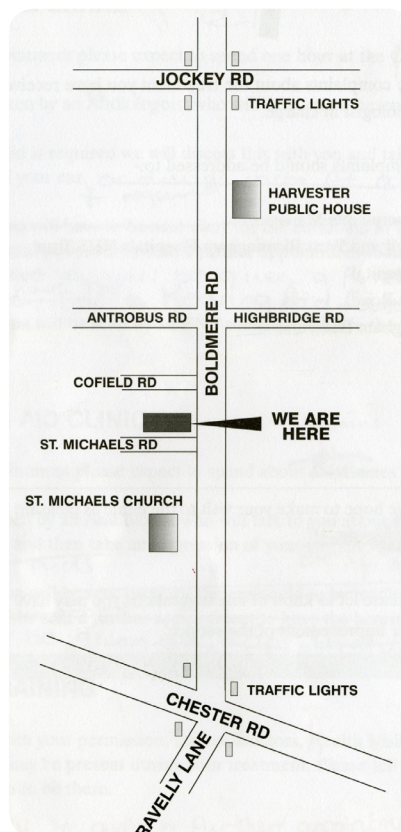 JOCKEY RD
TRAFFIC LIGHTS
HARVESTER
PUBLIC HOUSE
BOLDMERE RD
ANTROBUS RD
HIGHBRIDGE RD
COFIELD RD
WE ARE
HERE
ST. MICHAELS RD
ST. MICHAELS CHURCH
TRAFFIC LIGHTS
CHESTER RD
RAVELLY LANE